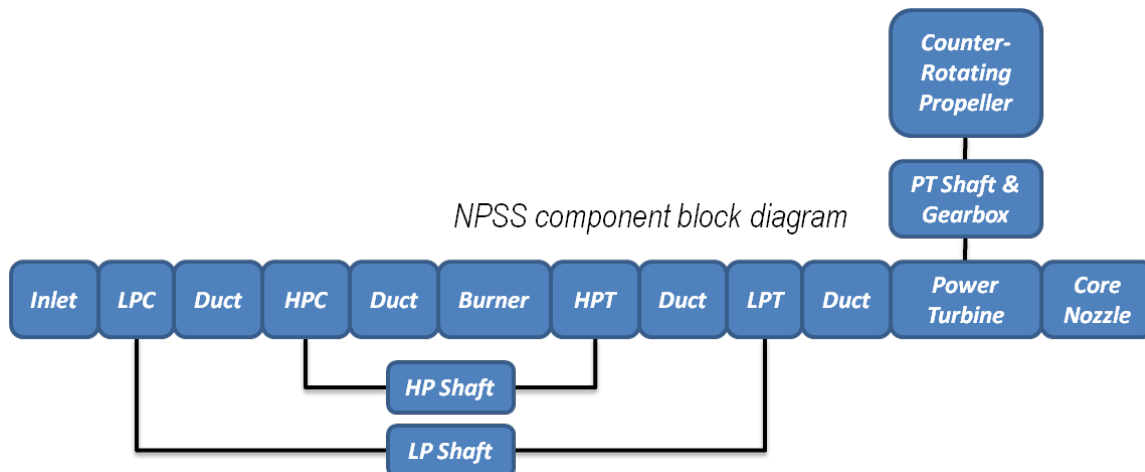 Counter-
Rotating
Propeller
PT Shaft &
Gearbox
NPSS component block diagram
Inlet
LPC
Duct
HPC
Duct
Burner
HPT
Duct
LPT
Duct
Power
Turbine
Core
Nozzle
HP Shaft
LP Shaft